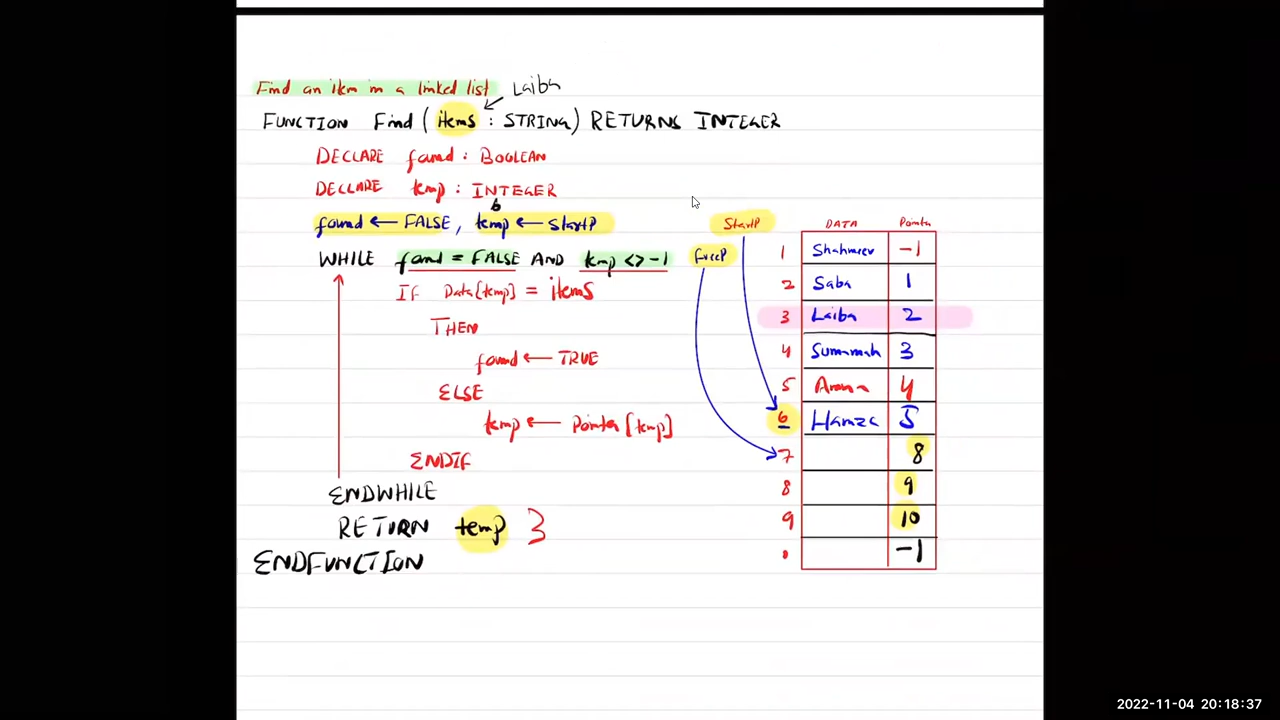 Find an item in a linked list Laiba
FUNCTION Find ( items : STRING) RETURNS INTEGER
DECLARE found : BOOLEAN
DECLARE temp : INTEGER
6
found ← FALSE, temp ← StartP
WHILE found = FALSE AND temp <> -1
IF Data[temp] = items
THEN
found ← TRUE
ELSE
temp ← Pointer [temp]
ENDIF
ENDWHILE
RETURN temp 3
ENDFUNCTION
StartP
freeP
DATA Pointer
1 -1
2 Saba 1
3 Laiba 2
4 3
5 4
6 Hamza 5
7 8
8 9
9 10
-1
2022-11-04 20:18:37